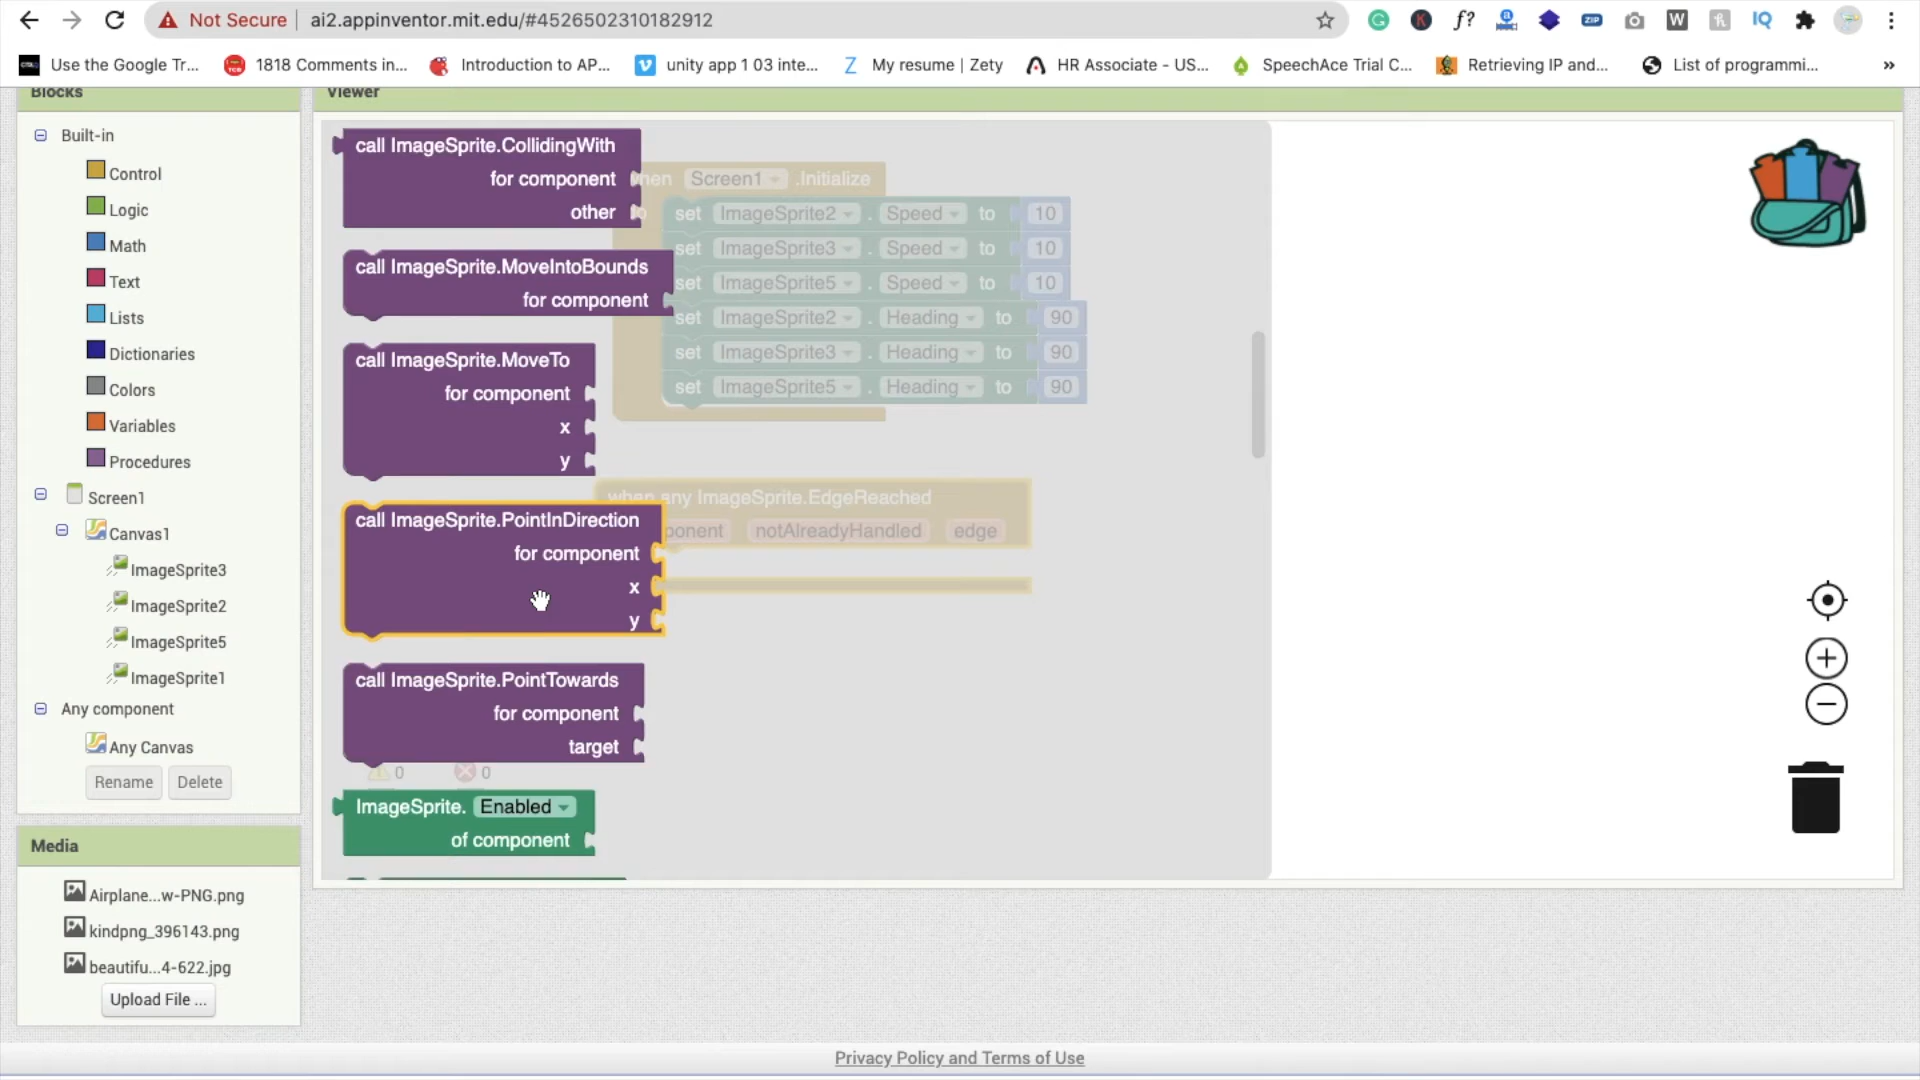 Not Secure ai2.appinventor.mit.edu/#4526502310182912
G K f? a ZIP W h IQ
Use the Google Tr... 1818 Comments in... Introduction to AP... unity app 1 03 inte... My resume | Zety HR Associate - US... SpeechAce Trial C... Retrieving IP and... List of programmi... »
Blocks
Viewer
Built-in
Control
Logic
Math
Text
Lists
Dictionaries
Colors
Variables
Procedures
Screen1
Canvas1
ImageSprite3
ImageSprite2
ImageSprite5
ImageSprite1
Any component
Any Canvas
Rename Delete
Media
Airplane...w-PNG.png
kindpng_396143.png
beautifu...4-622.jpg
Upload File ...
call ImageSprite.CollidingWith
for component
other
call ImageSprite.MoveIntoBounds
for component
call ImageSprite.MoveTo
for component
x
y
call ImageSprite.PointInDirection
for component
x
y
call ImageSprite.PointTowards
for component
target
0 0
ImageSprite. Enabled
of component
Screen1 .Initialize
set ImageSprite2 . Speed to 10
set ImageSprite3 . Speed to 10
set ImageSprite5 . Speed to 10
set ImageSprite2 . Heading to 90
set ImageSprite3 . Heading to 90
set ImageSprite5 . Heading to 90
when any ImageSprite.EdgeReached
notAlreadyHandled edge
Privacy Policy and Terms of Use